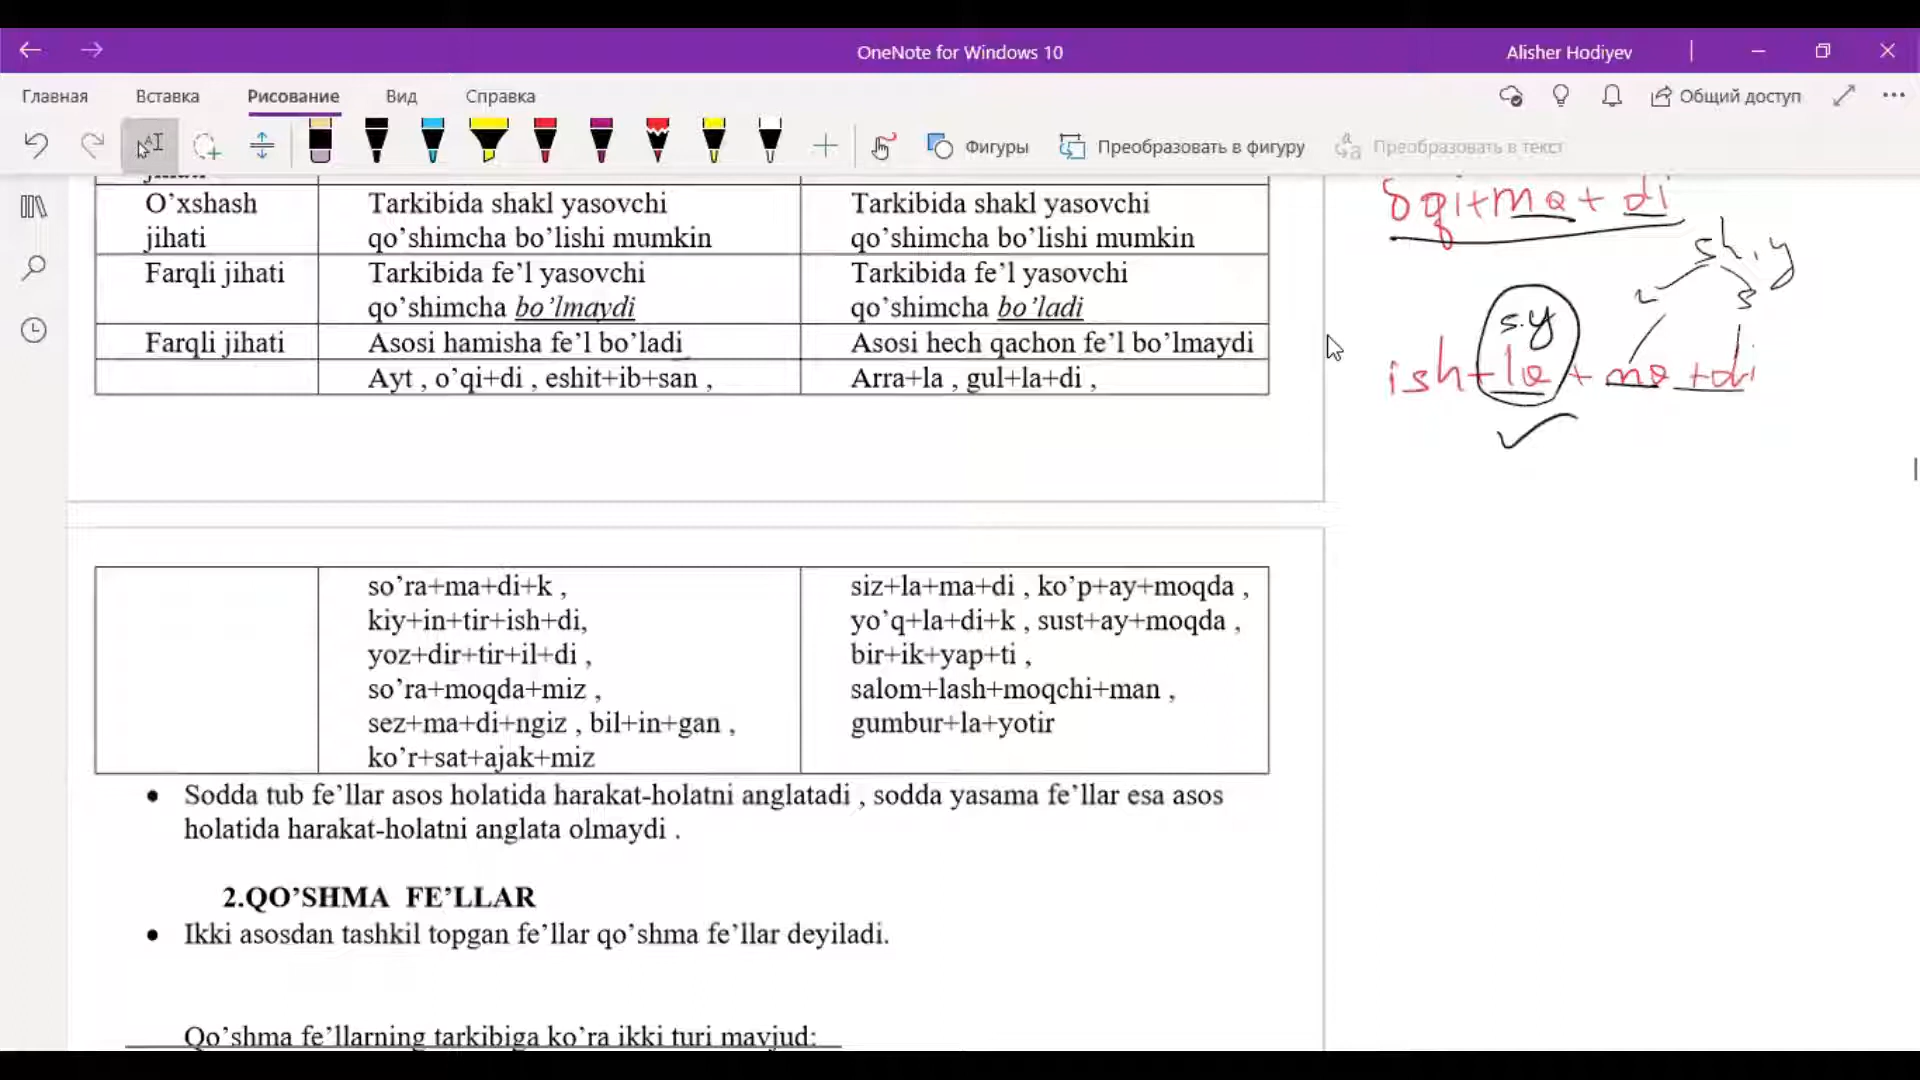 OneNote for Windows 10
Alisher Hodiyev
Главная Вставка Рисование Вид Справка
Общий доступ
Фигуры Преобразовать в фигуру Преобразовать в текст
O’xshash jihati
Tarkibida shakl yasovchi qo’shimcha bo’lishi mumkin
Tarkibida shakl yasovchi qo’shimcha bo’lishi mumkin
Farqli jihati
Tarkibida fe’l yasovchi qo’shimcha bo’lmaydi
Tarkibida fe’l yasovchi qo’shimcha bo’ladi
Farqli jihati
Asosi hamisha fe’l bo’ladi
Asosi hech qachon fe’l bo’lmaydi
Ayt , o’qi+di , eshit+ib+san ,
Arra+la , gul+la+di ,
so’ra+ma+di+k ,
kiy+in+tir+ish+di,
yoz+dir+tir+il+di ,
so’ra+moqda+miz ,
sez+ma+di+ngiz , bil+in+gan ,
ko’r+sat+ajak+miz
siz+la+ma+di , ko’p+ay+moqda ,
yo’q+la+di+k , sust+ay+moqda ,
bir+ik+yap+ti ,
salom+lash+moqchi+man ,
gumbur+la+yotir
• Sodda tub fe’llar asos holatida harakat-holatni anglatadi , sodda yasama fe’llar esa asos
holatida harakat-holatni anglata olmaydi .
2.QO’SHMA FE’LLAR
• Ikki asosdan tashkil topgan fe’llar qo’shma fe’llar deyiladi.
Qo’shma fe’llarning tarkibiga ko’ra ikki turi mavjud:
+ma+di
sh.y
2 3
s.y
ish+la+ma+di